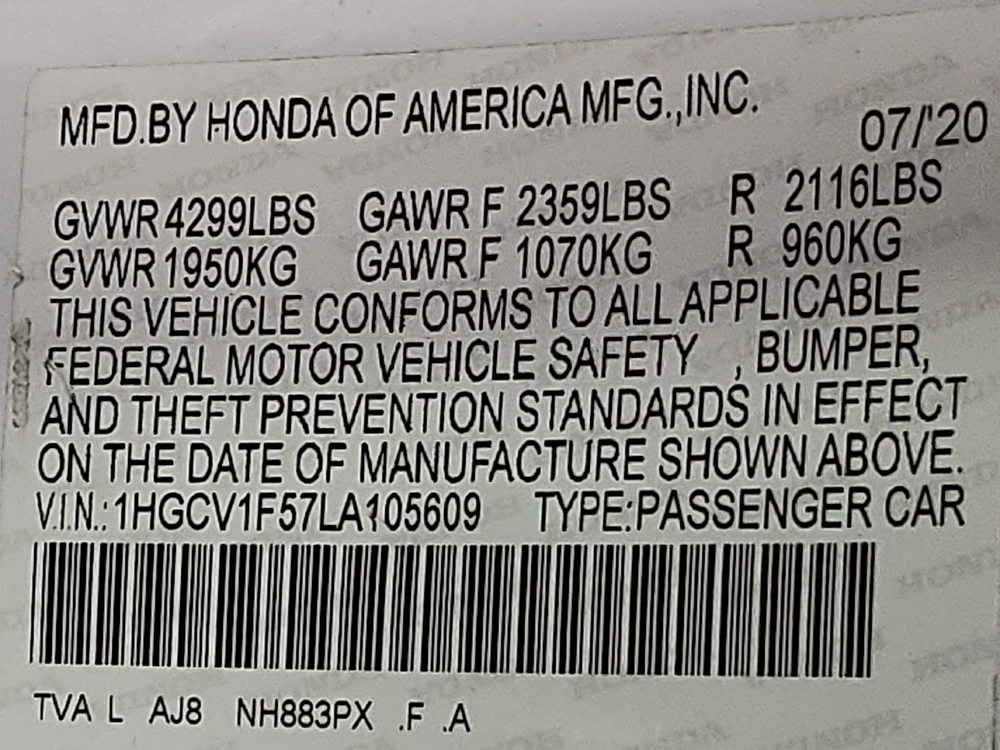 MFD.BY HONDA OF AMERICA MFG.,INC.
07/'20
GVWR 4299LBS GAWR F 2359LBS R 2116LBS
GVWR 1950KG GAWR F 1070KG R 960KG
THIS VEHICLE CONFORMS TO ALL APPLICABLE
FEDERAL MOTOR VEHICLE SAFETY , BUMPER,
AND THEFT PREVENTION STANDARDS IN EFFECT
ON THE DATE OF MANUFACTURE SHOWN ABOVE.
V.I.N.: 1HGCV1F57LA105609 TYPE:PASSENGER CAR
TVA L AJ8 NH883PX .F .A